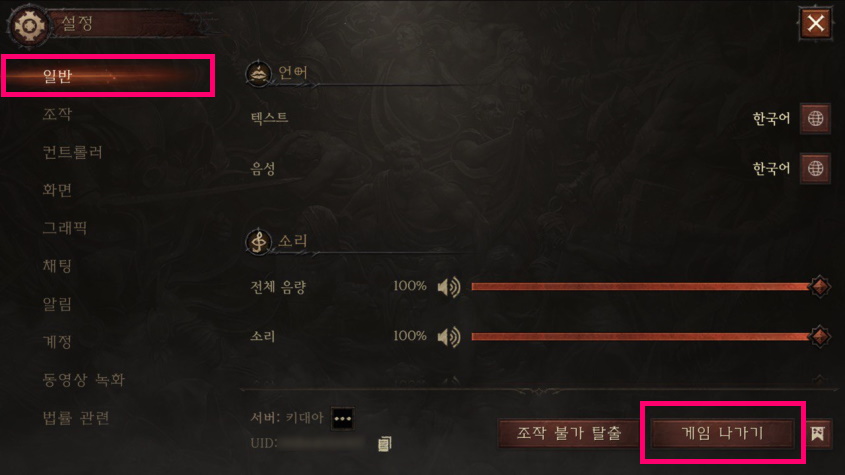 설정
일반
조작
컨트롤러
화면
그래픽
채팅
알림
계정
동영상 녹화
법률 관련
언어
텍스트 한국어
음성 한국어
소리
전체 음량 100%
소리 100%
서버: 키대아
UID:
조작 불가 탈출
게임 나가기